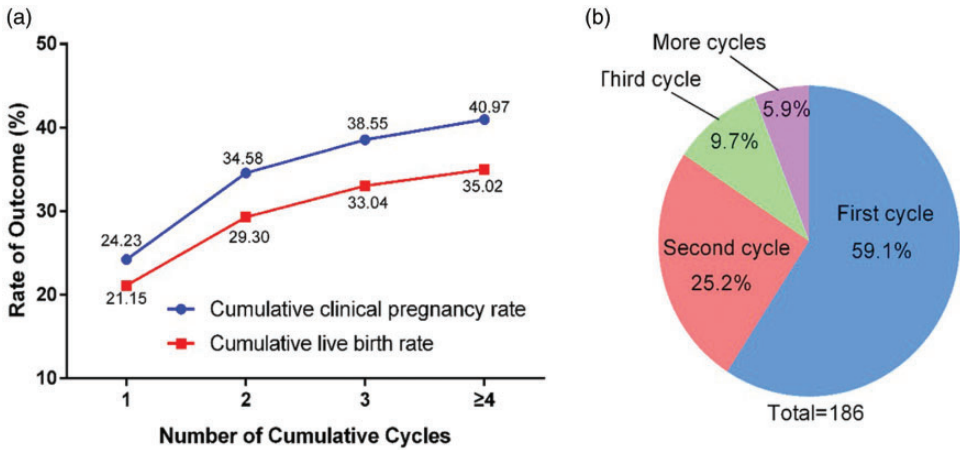 (a)
50
40
30
20
10
Rate of Outcome (%)
24.23
34.58
38.55
40.97
21.15
29.30
33.04
35.02
Cumulative clinical pregnancy rate
Cumulative live birth rate
1
2
3
≥4
Number of Cumulative Cycles
(b)
More cycles
Third cycle
5.9%
9.7%
First cycle
59.1%
Second cycle
25.2%
Total=186